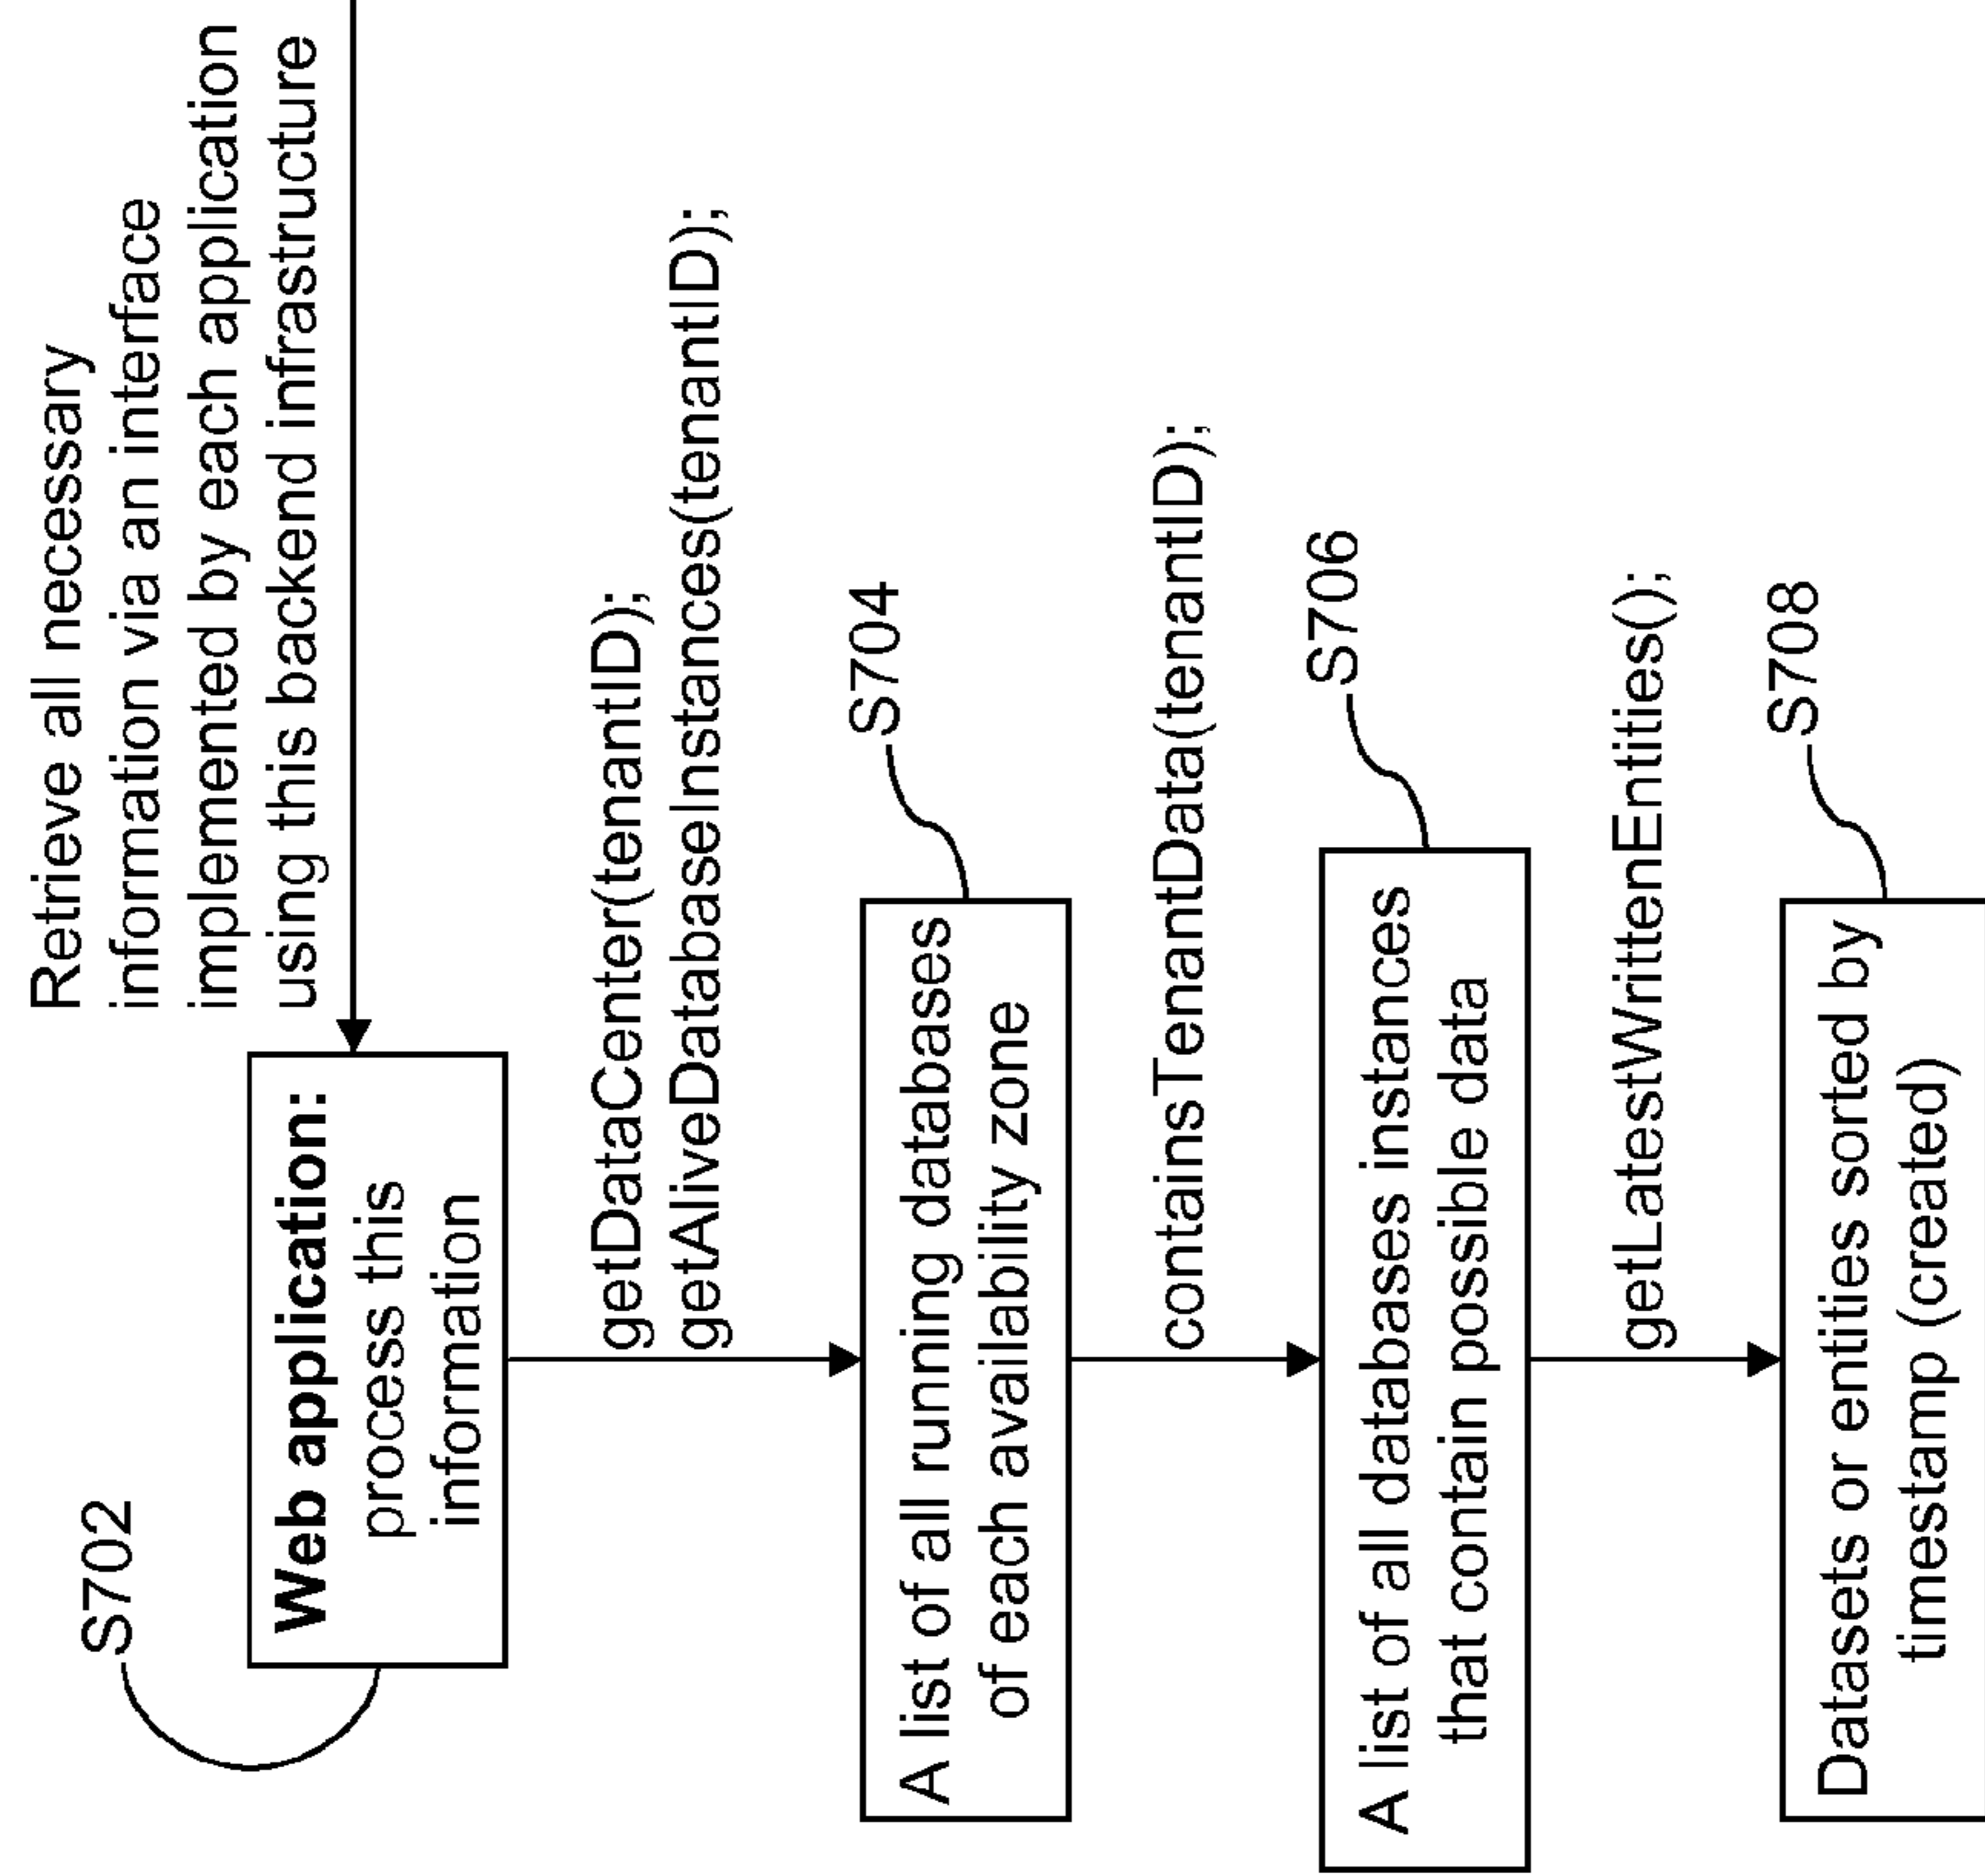 Retrieve all necessary
information via an interface
implemented by each application
using this backend infrastructure
S702
Web application:
process this
information
getDataCenter(tenantID);
getAliveDatabaseInstances(tenantID);
S704
A list of all running databases
of each availability zone
containsTenantData(tenantID);
S706
A list of all databases instances
that contain possible data
getLatestWrittenEntities();
S708
Datasets or entities sorted by
timestamp (created)